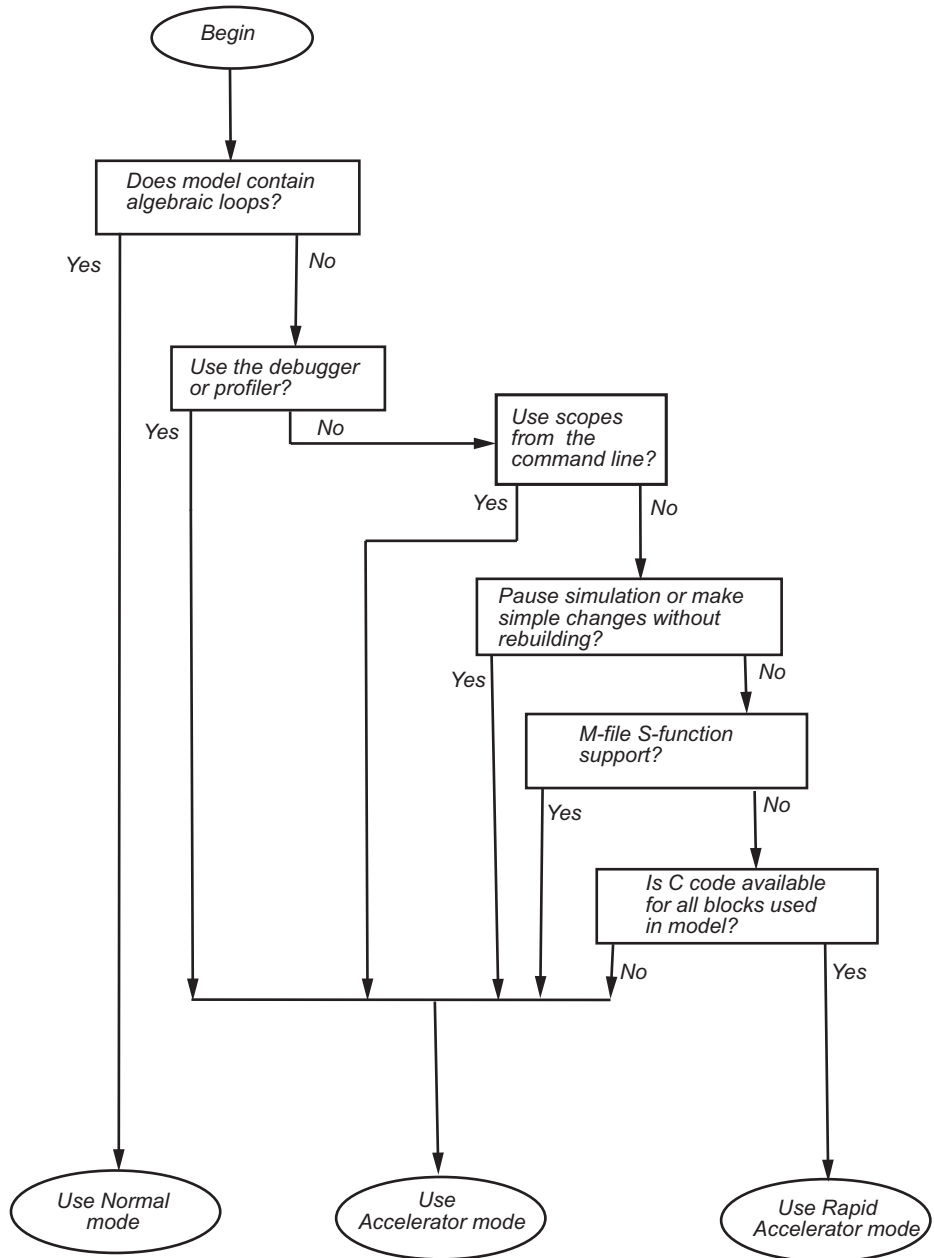 Begin
Does model contain
algebraic loops?
Yes
No
Use the debugger
or profiler?
Yes
No
Use scopes
from the
command line?
Yes
No
Pause simulation or make
simple changes without
rebuilding?
Yes
No
M-file S-function
support?
Yes
No
Is C code available
for all blocks used
in model?
No
Yes
Use Normal
mode
Use
Accelerator mode
Use Rapid
Accelerator mode